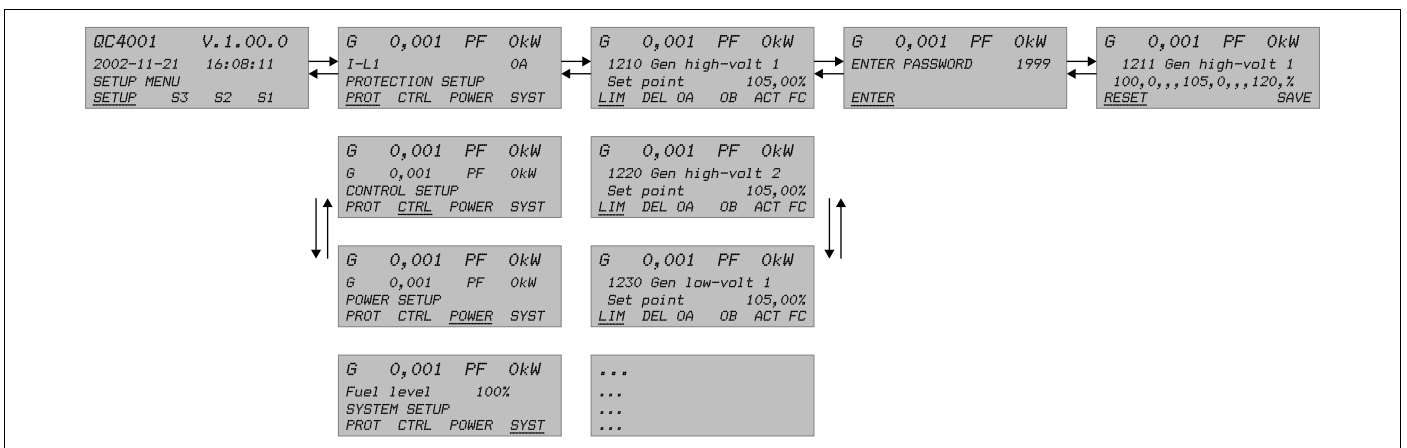 QC4001 V.1.00.0
2002-11-21 16:08:11
SETUP MENU
SETUP S3 S2 S1
G 0,001 PF 0kW
I-L1 0A
PROTECTION SETUP
PROT CTRL POWER SYST
G 0,001 PF 0kW
1210 Gen high-volt 1
Set point 105,00%
LIM DEL OA OB ACT FC
G 0,001 PF 0kW
ENTER PASSWORD 1999
ENTER
G 0,001 PF 0kW
1211 Gen high-volt 1
100,0,,,105,0,,,120,%
RESET SAVE
G 0,001 PF 0kW
G 0,001 PF 0kW
CONTROL SETUP
PROT CTRL POWER SYST
G 0,001 PF 0kW
1220 Gen high-volt 2
Set point 105,00%
LIM DEL OA OB ACT FC
G 0,001 PF 0kW
G 0,001 PF 0kW
POWER SETUP
PROT CTRL POWER SYST
G 0,001 PF 0kW
1230 Gen low-volt 1
Set point 105,00%
LIM DEL OA OB ACT FC
G 0,001 PF 0kW
Fuel level 100%
SYSTEM SETUP
PROT CTRL POWER SYST
...
...
...
...